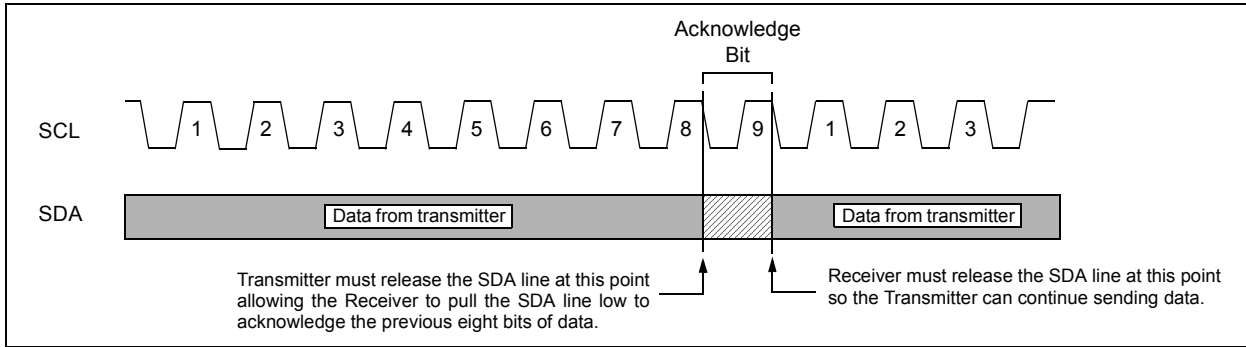 Acknowledge
Bit
SCL 1 2 3 4 5 6 7 8 9 1 2 3
SDA Data from transmitter Data from transmitter
Transmitter must release the SDA line at this point
allowing the Receiver to pull the SDA line low to
acknowledge the previous eight bits of data.
Receiver must release the SDA line at this point
so the Transmitter can continue sending data.